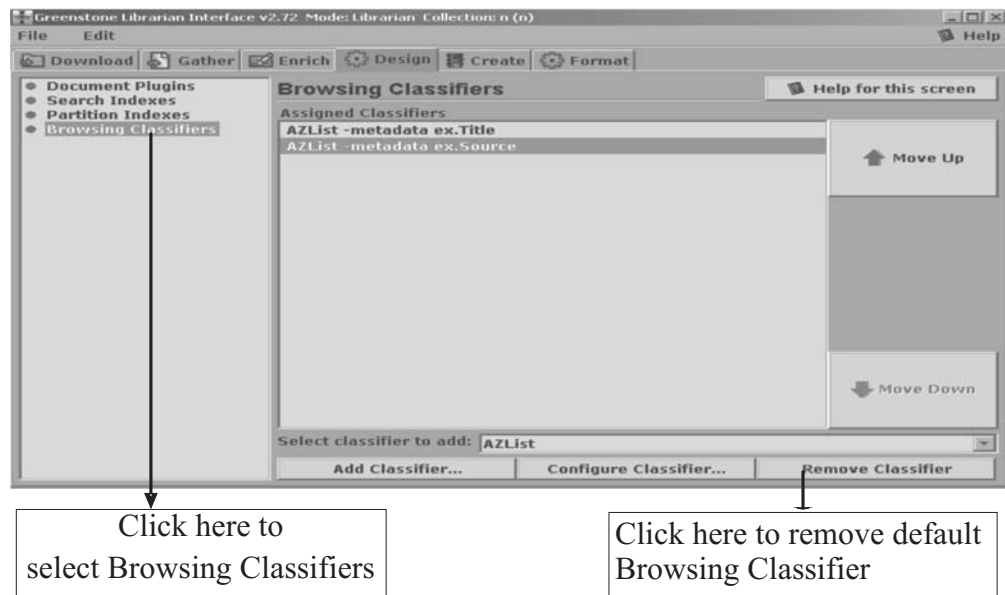 Greenstone Librarian Interface v2.72 Mode: Librarian Collection: n (n)
File Edit Help
Download Gather Enrich Design Create Format
Document Plugins
Search Indexes
Partition Indexes
Browsing Classifiers
Browsing Classifiers Help for this screen
Assigned Classifiers
AZList -metadata ex.Title
AZList -metadata ex.Source
Move Up
Move Down
Select classifier to add: AZList
Add Classifier... Configure Classifier... Remove Classifier
Click here to
select Browsing Classifiers
Click here to remove default
Browsing Classifier